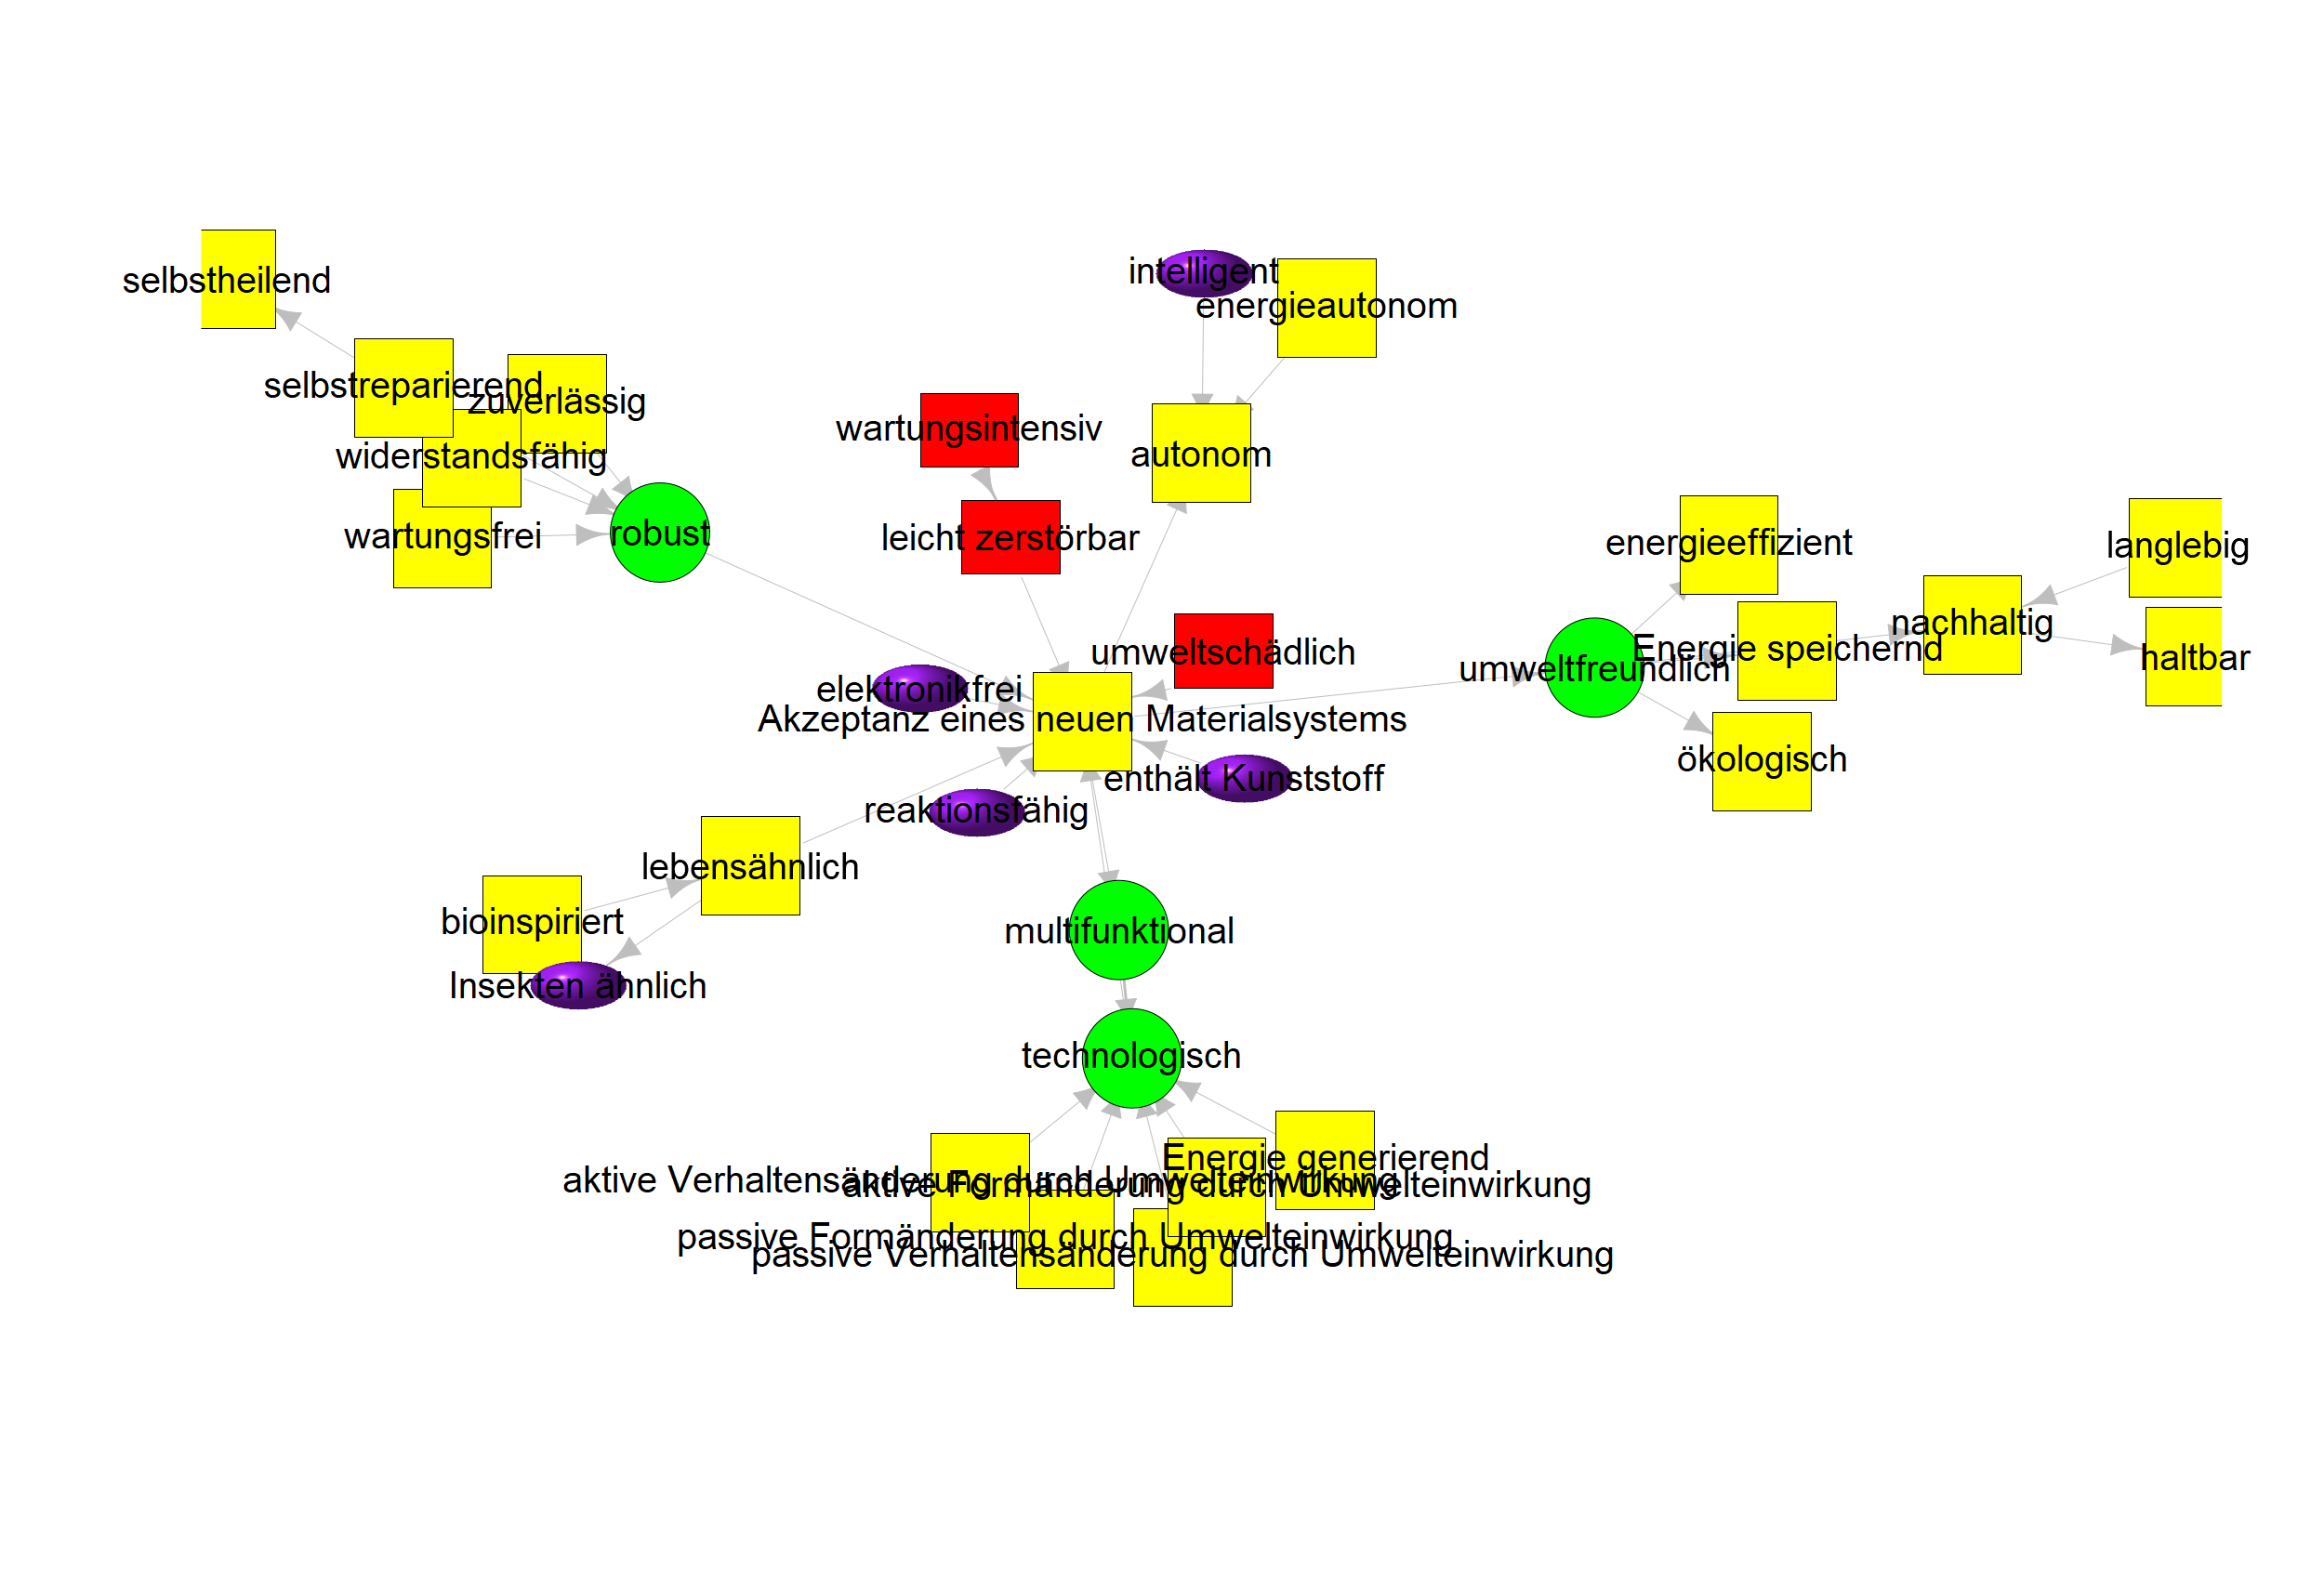 intelligent
selbstheilend
energieautonom
selbstreparierend
zuverlässig
wartungsintensiv
widerstandsfähig
autonom
wartungsfrei
robust
leicht zerstörbar
energieeffizient
langlebig
nachhaltig
umweltschädlich
Energie speichernd
haltbar
umweltfreundlich
elektronikfrei
Akzeptanz eines neuen Materialsystems
ökologisch
enthält Kunststoff
reaktionsfähig
lebensähnlich
bioinspiriert
multifunktional
Insekten ähnlich
technologisch
Energie generierend
aktive Verhaltensänderung durch Umwelteinwirkung
aktive Formänderung durch Umwelteinwirkung
passive Formänderung durch Umwelteinwirkung
passive Verhaltensänderung durch Umwelteinwirkung